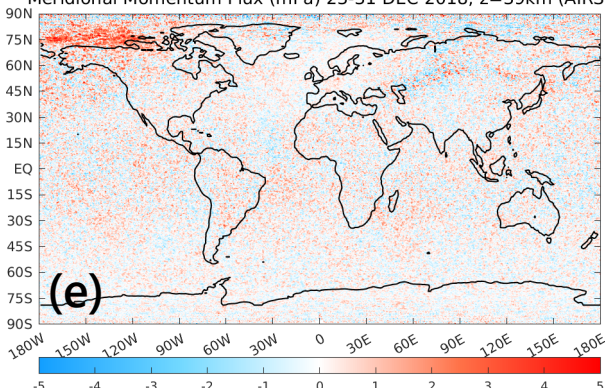 Meridional Momentum Flux (mPa) 25-31 DEC 2018, z=39km (AIRS
90N
75N
60N
45N
30N
15N
EQ
15S
30S
45S
60S
75S
90S
(e)
180W 150W 120W 90W 60W 30W 0 30E 60E 90E 120E 150E 180E
-5 -4 -3 -2 -1 0 1 2 3 4 5